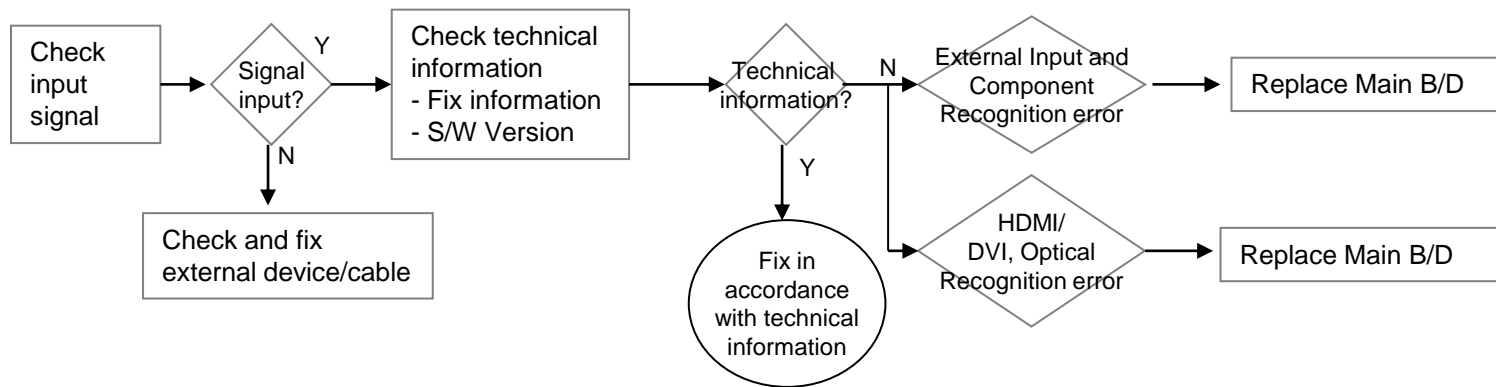 Check
input
signal
Signal
input?
Y
N
Check and fix
external device/cable
Check technical
information
- Fix information
- S/W Version
Technical
information?
N
Y
Fix in
accordance
with technical
information
External Input and
Component
Recognition error
Replace Main B/D
HDMI/
DVI, Optical
Recognition error
Replace Main B/D